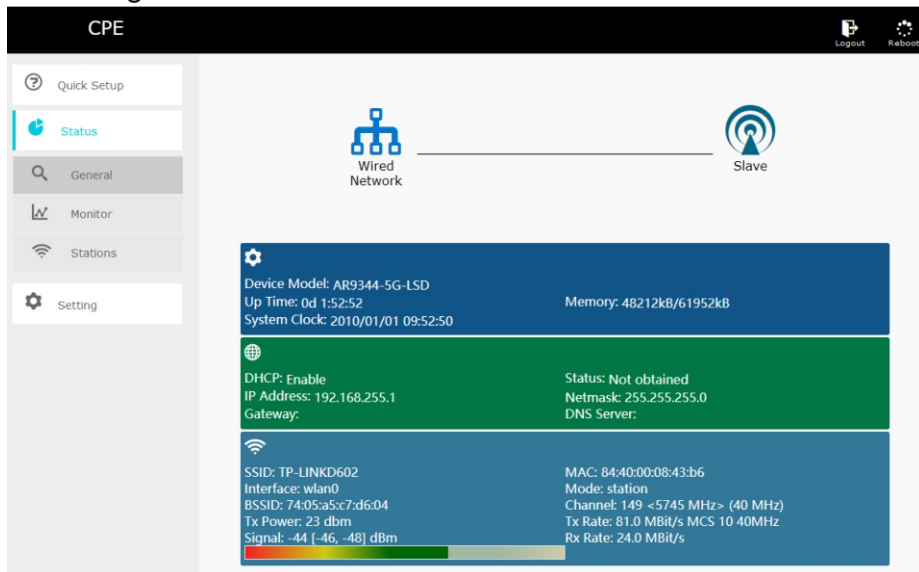 CPE
Logout
Reboot
Quick Setup
Status
General
Monitor
Stations
Setting
Wired
Network
Slave
Device Model: AR9344-5G-LSD
Up Time: 0d 1:52:52
Memory: 48212kB/61952kB
System Clock: 2010/01/01 09:52:50
DHCP: Enable
Status: Not obtained
IP Address: 192.168.255.1
Netmask: 255.255.255.0
Gateway:
DNS Server:
SSID: TP-LINKD602
MAC: 84:40:00:08:43:b6
Interface: wlan0
Mode: station
BSSID: 74:05:a5:c7:d6:04
Channel: 149 <5745 MHz> (40 MHz)
Tx Power: 23 dbm
Tx Rate: 81.0 MBit/s MCS 10 40MHz
Signal: -44 [-46, -48] dBm
Rx Rate: 24.0 MBit/s